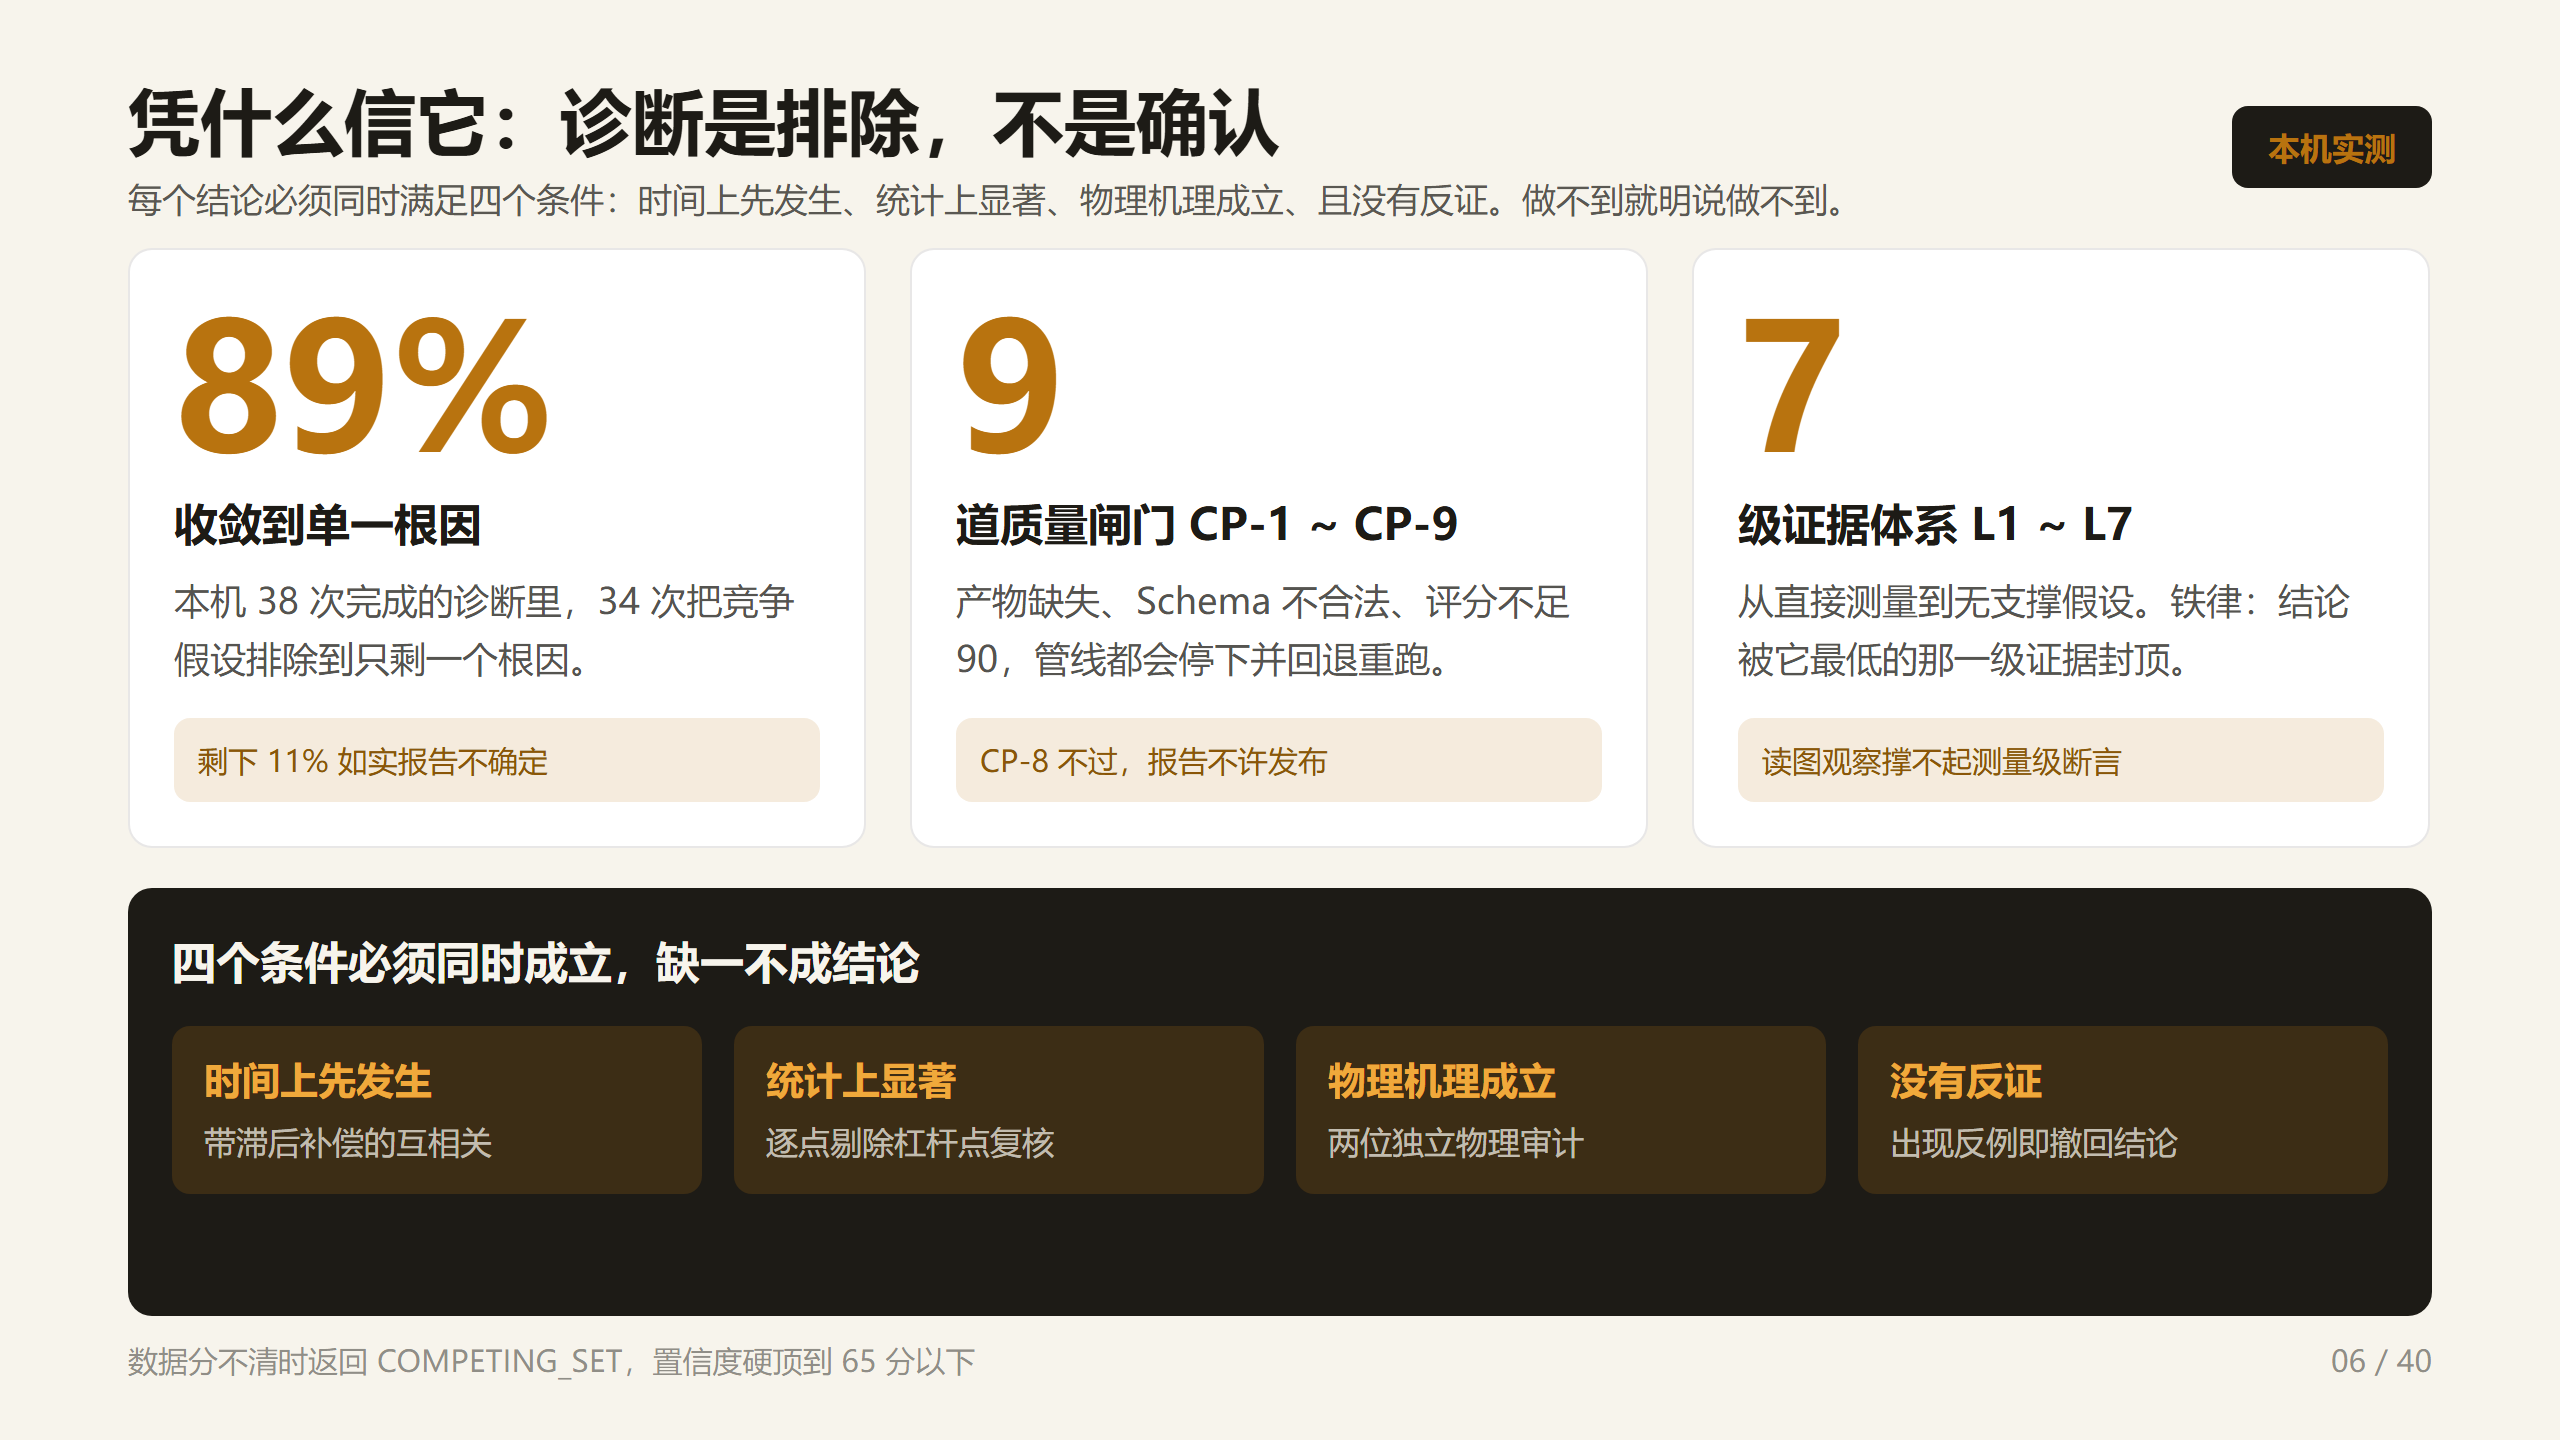 凭什么信它：诊断是排除，不是确认
本机实测
每个结论必须同时满足四个条件：时间上先发生、统计上显著、物理机理成立、且没有反证。做不到就明说做不到。
89%
收敛到单一根因
本机 38 次完成的诊断里，34 次把竞争
假设排除到只剩一个根因。
剩下 11% 如实报告不确定
9
道质量闸门 CP-1 ~ CP-9
产物缺失、Schema 不合法、评分不足
90，管线都会停下并回退重跑。
CP-8 不过，报告不许发布
7
级证据体系 L1 ~ L7
从直接测量到无支撑假设。铁律：结论
被它最低的那一级证据封顶。
读图观察撑不起测量级断言
四个条件必须同时成立，缺一不成结论
时间上先发生
带滞后补偿的互相关
统计上显著
逐点剔除杠杆点复核
物理机理成立
两位独立物理审计
没有反证
出现反例即撤回结论
数据分不清时返回 COMPETING_SET，置信度硬顶到 65 分以下
06 / 40